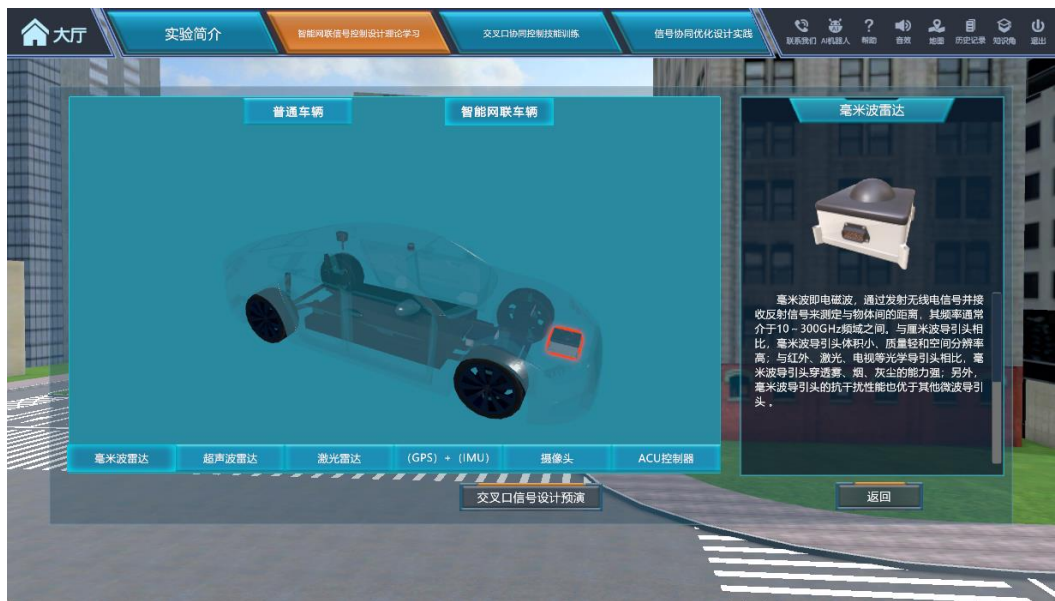 大厅
实验简介
智能网联信号控制设计理论学习
交叉口协同控制技能训练
信号协同优化设计实践
联系我们
AI机器人
帮助
音效
地图
历史记录
知识角
退出
普通车辆
智能网联车辆
毫米波雷达
毫米波即电磁波，通过发射无线电信号并接
收反射信号来测定与物体间的距离，其频率通常
介于10～300GHz频域之间。与厘米波导引头相
比，毫米波导引头体积小、质量轻和空间分辨率
高；与红外、激光、电视等光学导引头相比，毫
米波导引头穿透雾、烟、灰尘的能力强；另外，
毫米波导引头的抗干扰性能也优于其他微波导引
头 。
毫米波雷达
超声波雷达
激光雷达
(GPS) + (IMU)
摄像头
ACU控制器
交叉口信号设计预演
返回